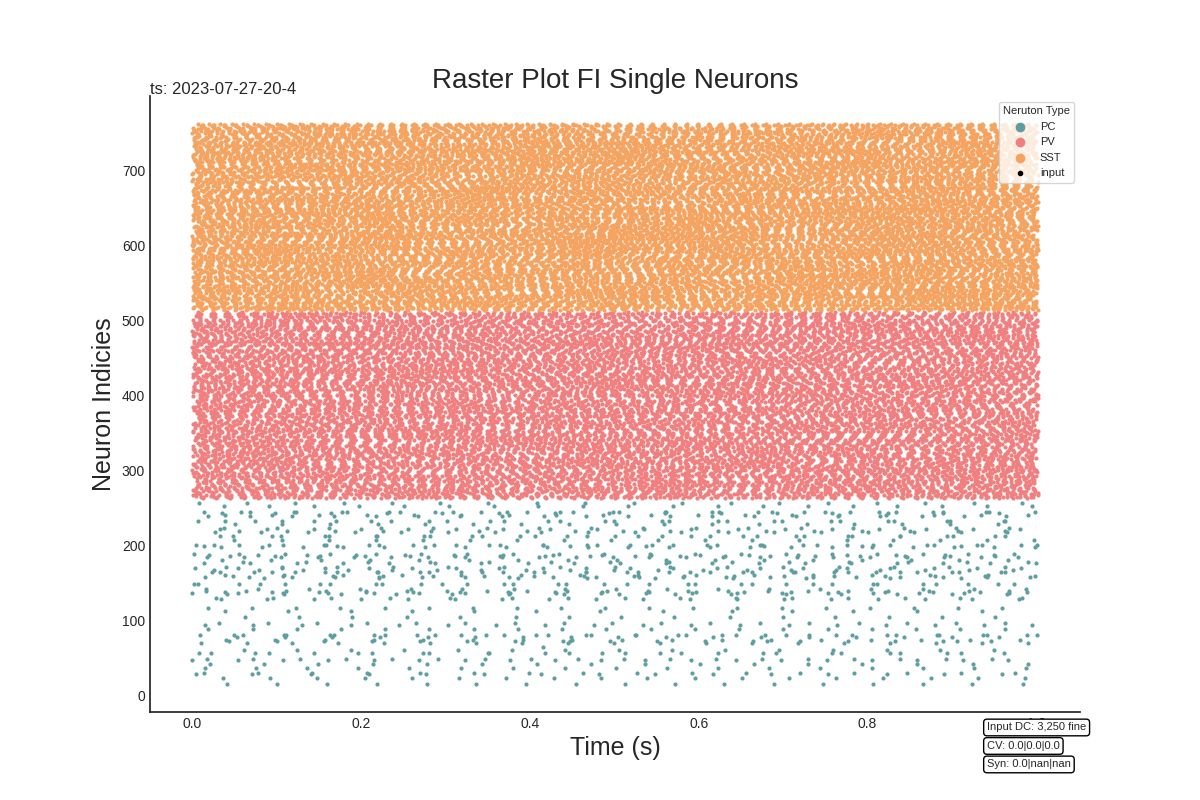 Raster Plot FI Single Neurons
ts: 2023-07-27-20-4
Neruton Type
PC
PV
SST
input
Neuron Indicies
700
600
500
400
300
200
100
0
0.0 0.2 0.4 0.6 0.8
Time (s)
Input DC: 3,250 fine
CV: 0.0|0.0|0.0
Syn: 0.0|nan|nan